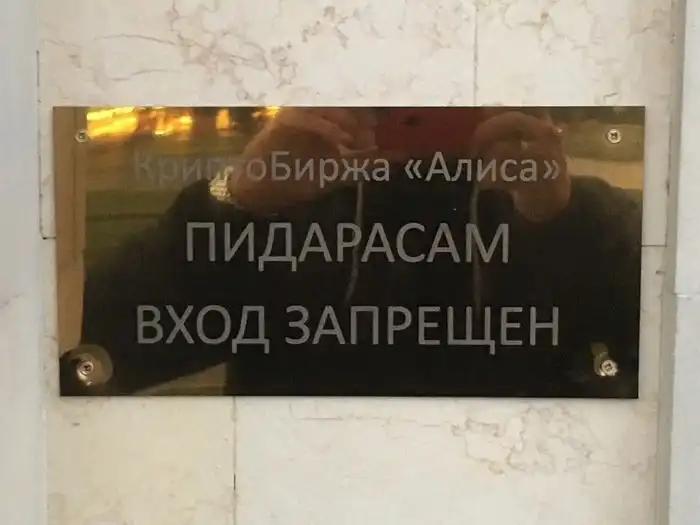 КриптоБиржа «Алиса»
ПИДАРАСАМ
ВХОД ЗАПРЕЩЕН